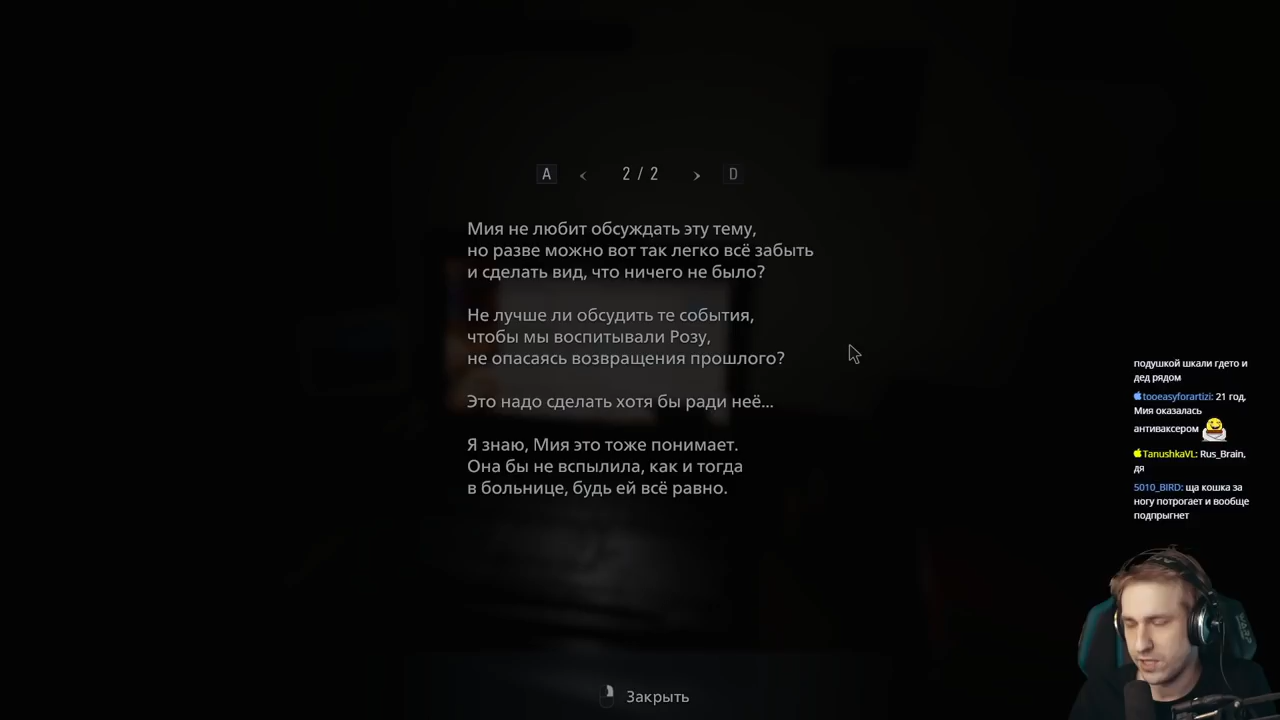 A < 2 / 2 > D
Мия не любит обсуждать эту тему,
но разве можно вот так легко всё забыть
и сделать вид, что ничего не было?
Не лучше ли обсудить те события,
чтобы мы воспитывали Розу,
не опасаясь возвращения прошлого?
Это надо сделать хотя бы ради неё...
Я знаю, Мия это тоже понимает.
Она бы не вспылила, как и тогда
в больнице, будь ей всё равно.
Закрыть
подушкой шкали гдето и
дед рядом
tooeasyforartizi: 21 год,
Мия оказалась
антиваксером
TanushkaVL: Rus_Brain,
дя
5010_BIRD: ща кошка за
ногу потрогает и вообще
подпрыгнет